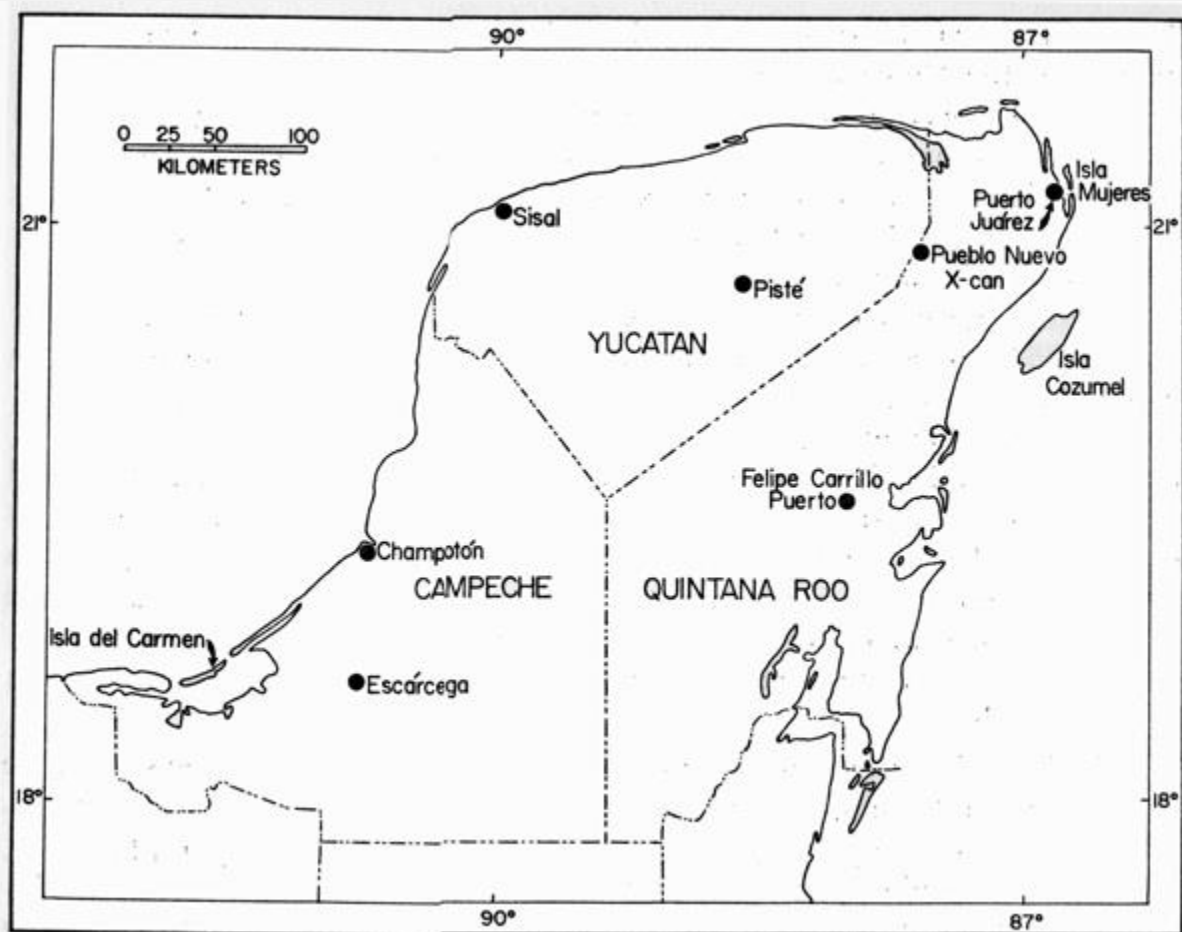 90° 87°
0 25 50 100
KILOMETERS
Isla
Mujeres
Puerto
Juárez
21° 21°
Sisal
Pueblo Nuevo
X-can
Pisté
YUCATAN
Isla
Cozumel
Felipe Carrillo
Puerto
Champotón
CAMPECHE QUINTANA ROO
Isla del Carmen
Escárcega
18° 18°
90° 87°